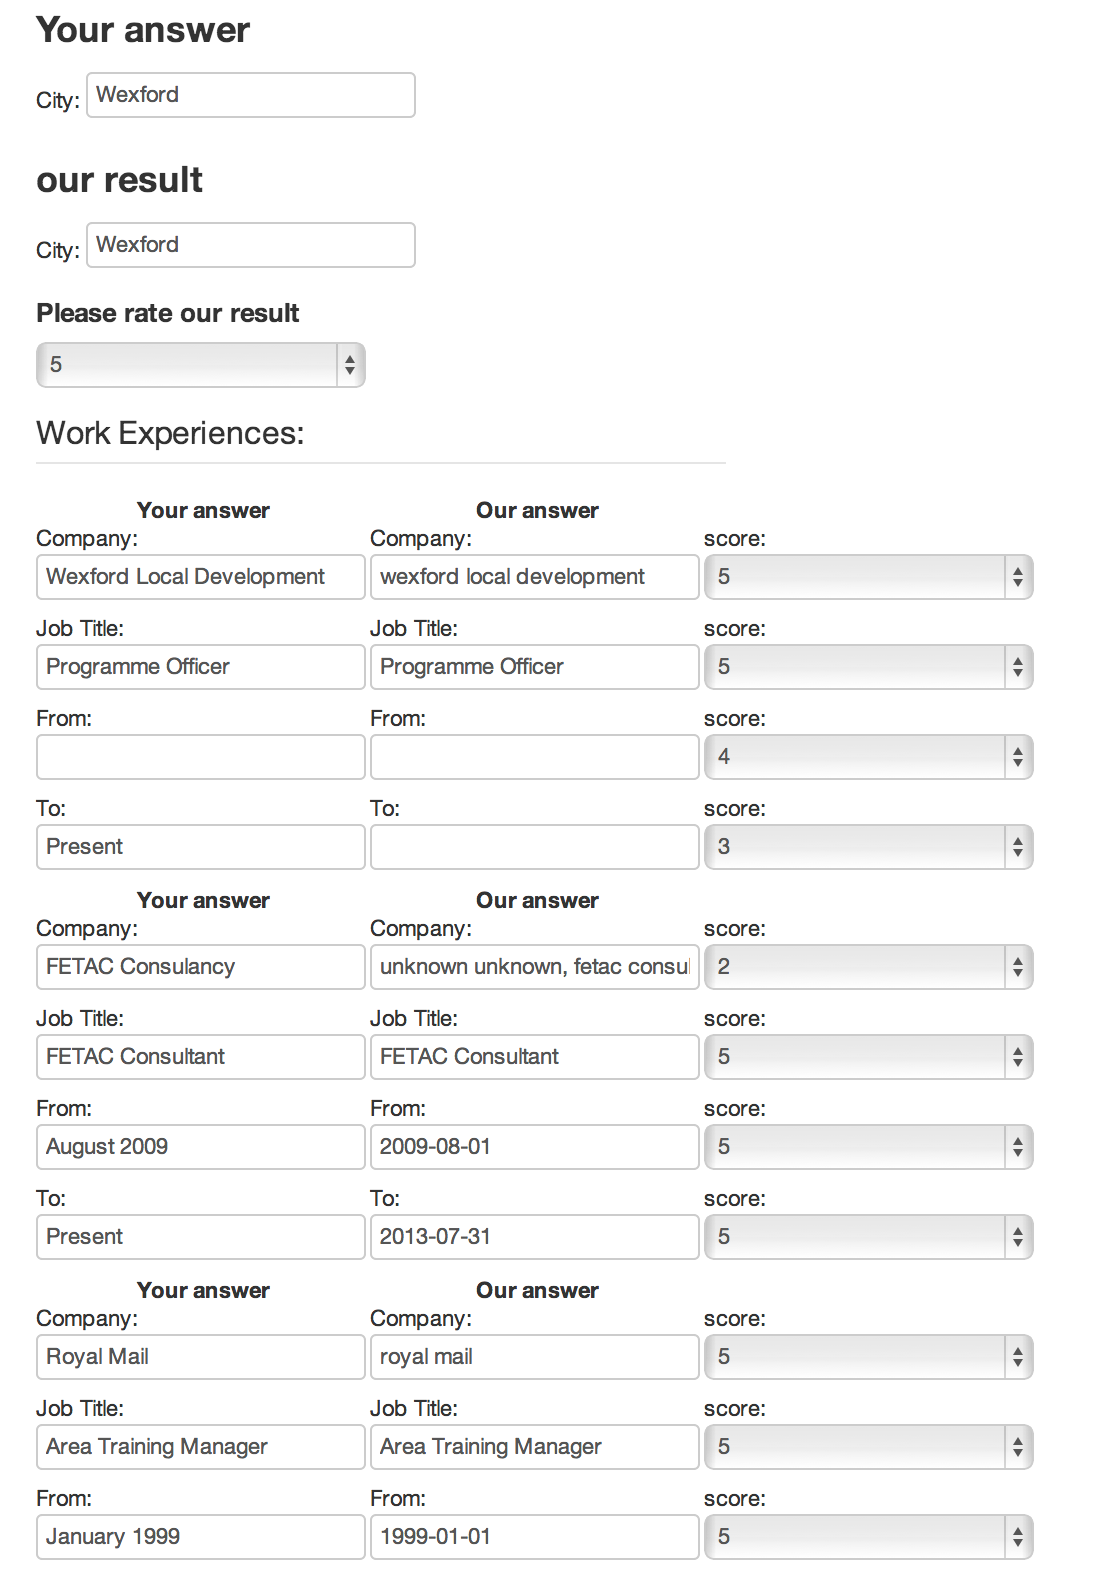 Your answer
City: Wexford
our result
City: Wexford
Please rate our result
5
Work Experiences:
Your answer Our answer
Company: Company: score:
Wexford Local Development wexford local development 5
Job Title: Job Title: score:
Programme Officer Programme Officer 5
From: From: score:
4
To: To: score:
Present 3
Your answer Our answer
Company: Company: score:
FETAC Consulancy unknown unknown, fetac consul 2
Job Title: Job Title: score:
FETAC Consultant FETAC Consultant 5
From: From: score:
August 2009 2009-08-01 5
To: To: score:
Present 2013-07-31 5
Your answer Our answer
Company: Company: score:
Royal Mail royal mail 5
Job Title: Job Title: score:
Area Training Manager Area Training Manager 5
From: From: score:
January 1999 1999-01-01 5